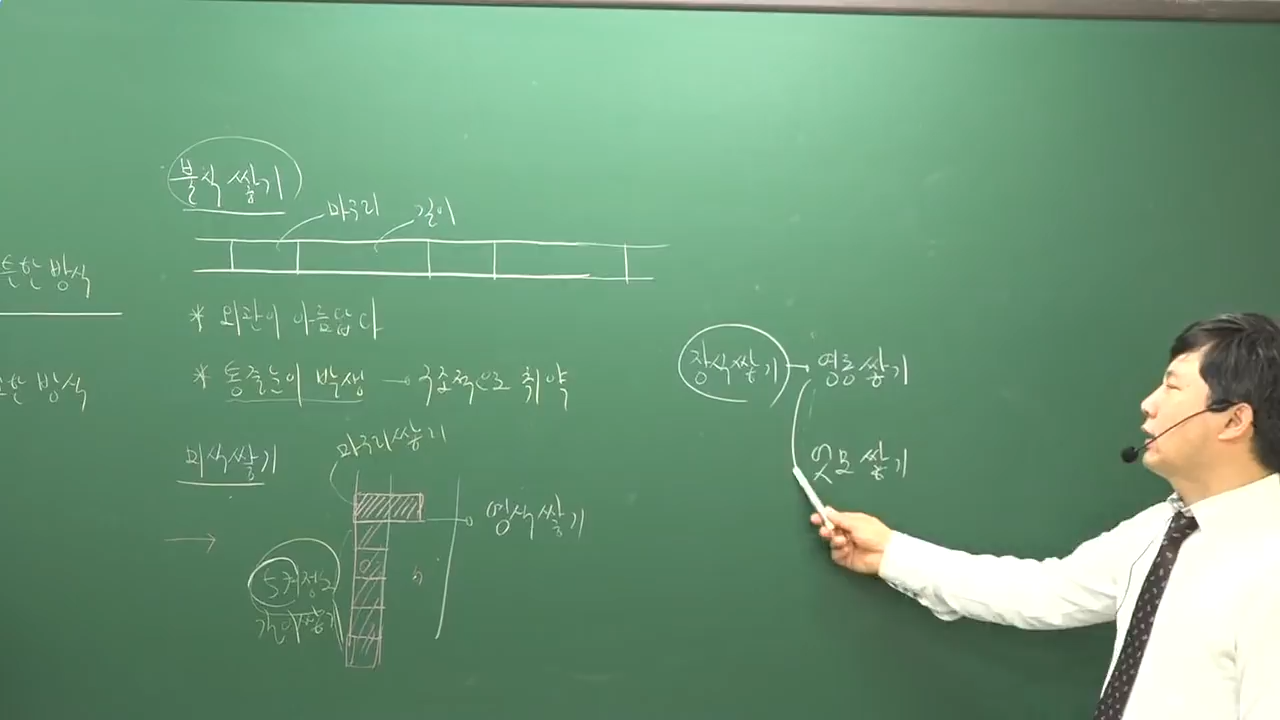 튼한 방식
한 방식
불식 쌓기
마구리 길이
* 외관이 아름답다
* 통줄눈이 발생 → 구조적으로 취약
미식쌓기
마구리쌓기
영식쌓기
5켜정도
길이쌓기
장식쌓기 → 영롱쌓기
엇모쌓기